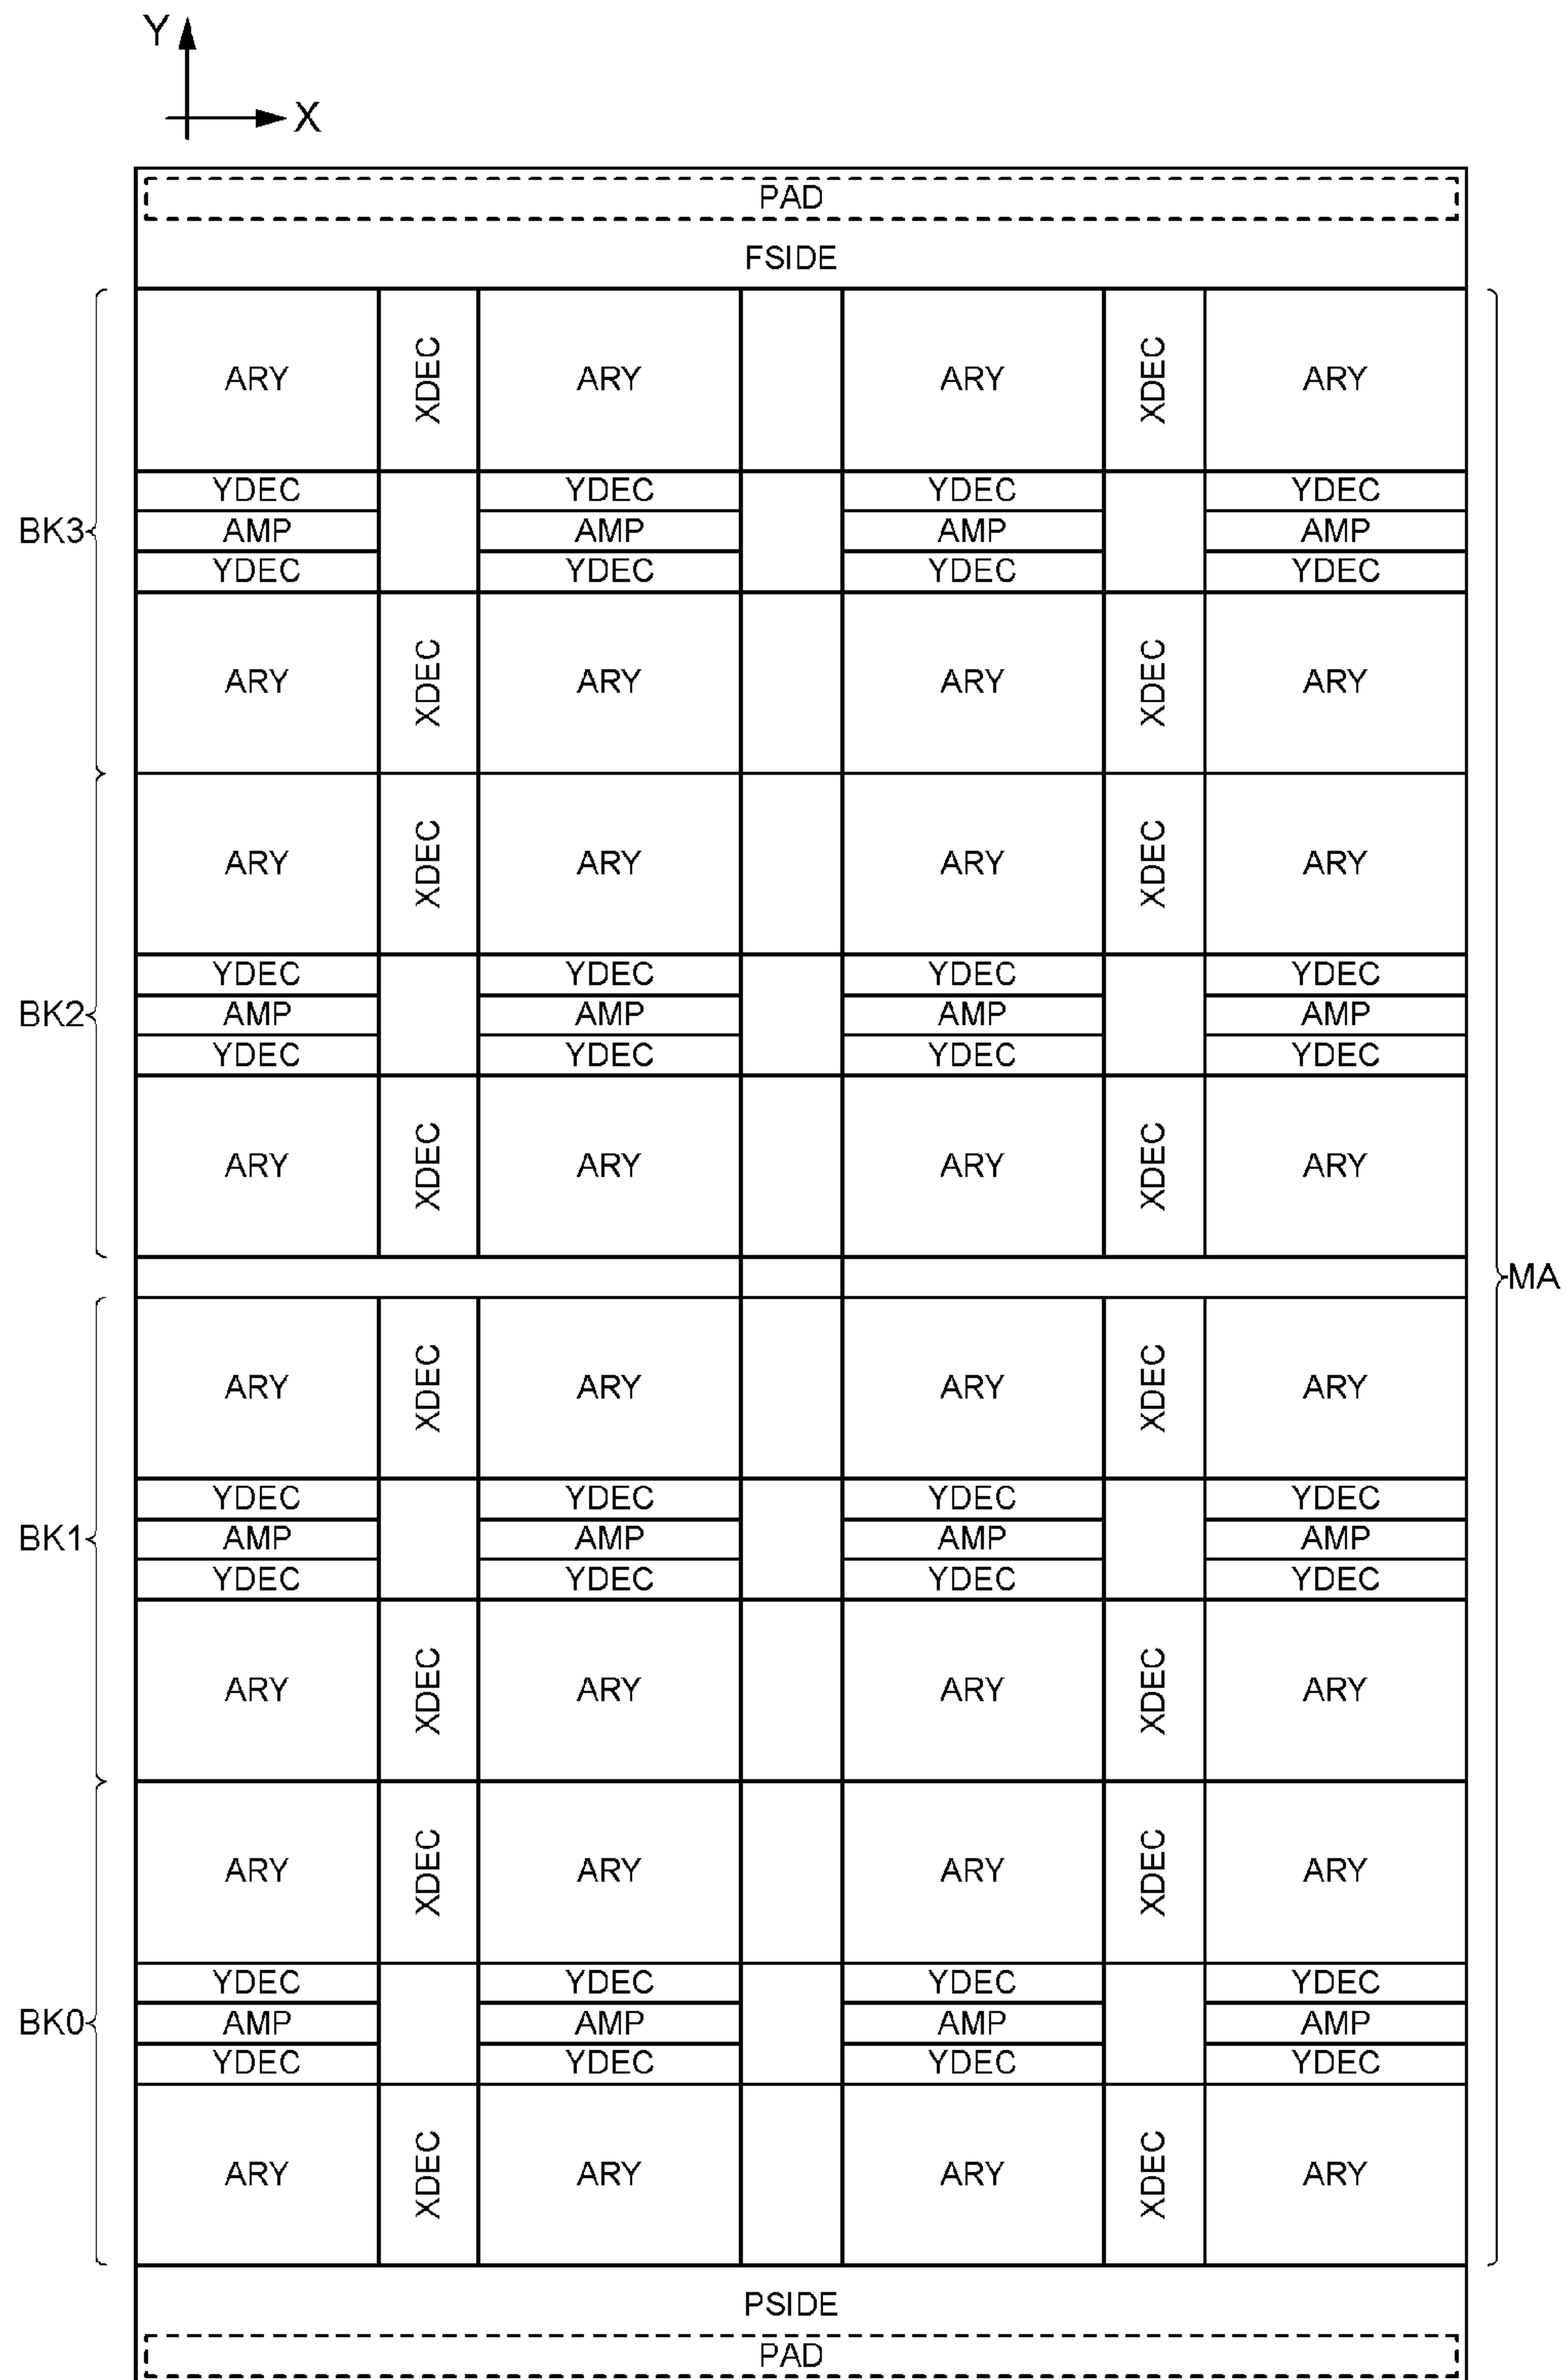 Y
X
PAD
FSIDE
ARY XDEC ARY ARY XDEC ARY
YDEC YDEC YDEC YDEC
BK3 AMP AMP AMP AMP
YDEC YDEC YDEC YDEC
ARY XDEC ARY ARY XDEC ARY
ARY XDEC ARY ARY XDEC ARY
YDEC YDEC YDEC YDEC
BK2 AMP AMP AMP AMP
YDEC YDEC YDEC YDEC
ARY XDEC ARY ARY XDEC ARY
MA
ARY XDEC ARY ARY XDEC ARY
YDEC YDEC YDEC YDEC
BK1 AMP AMP AMP AMP
YDEC YDEC YDEC YDEC
ARY XDEC ARY ARY XDEC ARY
ARY XDEC ARY ARY XDEC ARY
YDEC YDEC YDEC YDEC
BK0 AMP AMP AMP AMP
YDEC YDEC YDEC YDEC
ARY XDEC ARY ARY XDEC ARY
PSIDE
PAD